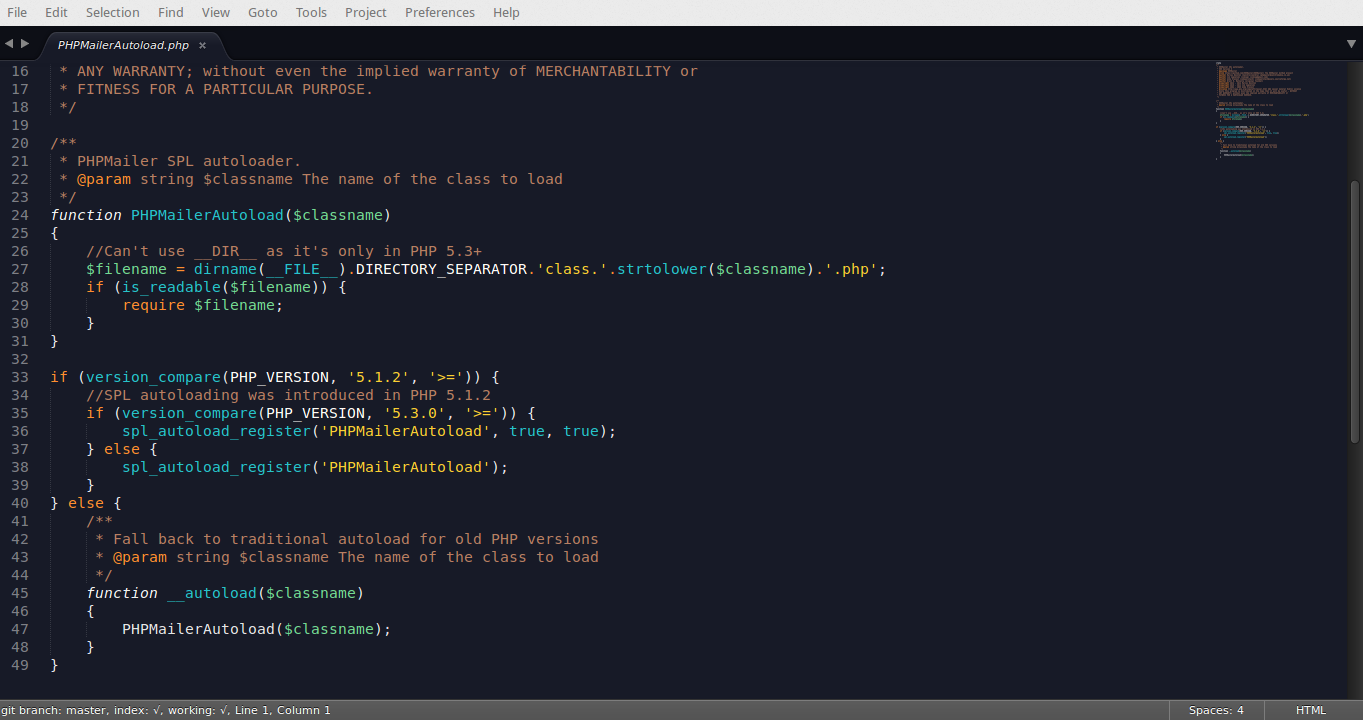 File Edit Selection Find View Goto Tools Project Preferences Help
PHPMailerAutoload.php ×
16  * ANY WARRANTY; without even the implied warranty of MERCHANTABILITY or
17  * FITNESS FOR A PARTICULAR PURPOSE.
18  */
19
20 /**
21  * PHPMailer SPL autoloader.
22  * @param string $classname The name of the class to load
23  */
24 function PHPMailerAutoload($classname)
25 {
26     //Can't use __DIR__ as it's only in PHP 5.3+
27     $filename = dirname(__FILE__).DIRECTORY_SEPARATOR.'class.'.strtolower($classname).'.php';
28     if (is_readable($filename)) {
29         require $filename;
30     }
31 }
32
33 if (version_compare(PHP_VERSION, '5.1.2', '>=')) {
34     //SPL autoloading was introduced in PHP 5.1.2
35     if (version_compare(PHP_VERSION, '5.3.0', '>=')) {
36         spl_autoload_register('PHPMailerAutoload', true, true);
37     } else {
38         spl_autoload_register('PHPMailerAutoload');
39     }
40 } else {
41     /**
42      * Fall back to traditional autoload for old PHP versions
43      * @param string $classname The name of the class to load
44      */
45     function __autoload($classname)
46     {
47         PHPMailerAutoload($classname);
48     }
49 }
git branch: master, index: √, working: √, Line 1, Column 1 Spaces: 4 HTML